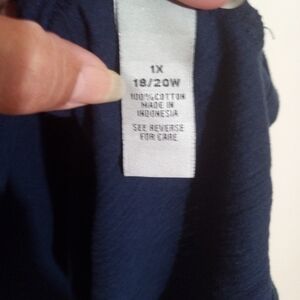 1X
18/20W
100%COTTON
MADE IN
INDONESIA
SEE REVERSE
FOR CARE